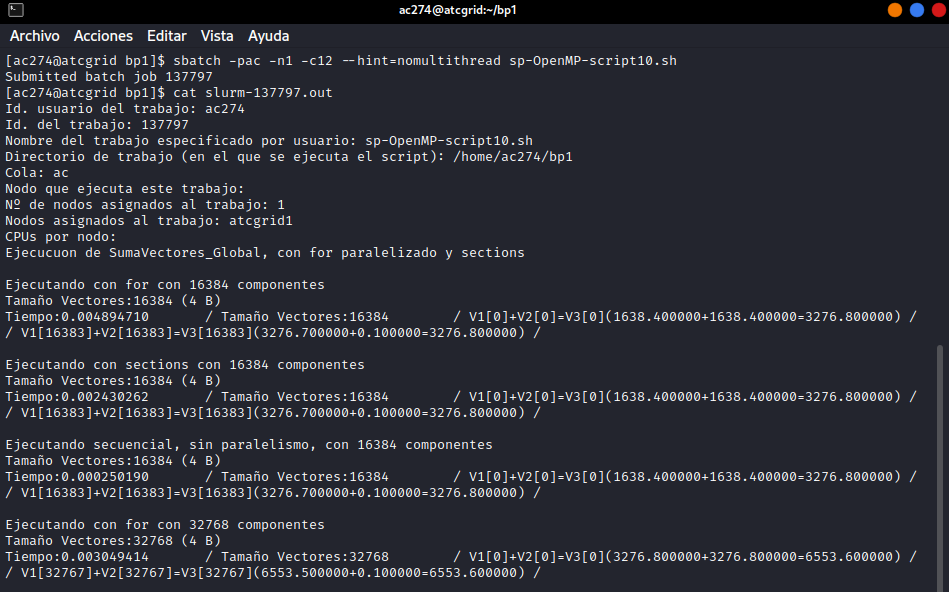 ac274@atcgrid:~/bp1
Archivo Acciones Editar Vista Ayuda
[ac274@atcgrid bp1]$ sbatch -pac -n1 -c12 --hint=nomultithread sp-OpenMP-script10.sh
Submitted batch job 137797
[ac274@atcgrid bp1]$ cat slurm-137797.out
Id. usuario del trabajo: ac274
Id. del trabajo: 137797
Nombre del trabajo especificado por usuario: sp-OpenMP-script10.sh
Directorio de trabajo (en el que se ejecuta el script): /home/ac274/bp1
Cola: ac
Nodo que ejecuta este trabajo:
Nº de nodos asignados al trabajo: 1
Nodos asignados al trabajo: atcgrid1
CPUs por nodo:
Ejecucuon de SumaVectores_Global, con for paralelizado y sections
Ejecutando con for con 16384 componentes
Tamaño Vectores:16384 (4 B)
Tiempo:0.004894710 / Tamaño Vectores:16384 / V1[0]+V2[0]=V3[0](1638.400000+1638.400000=3276.800000) /
/ V1[16383]+V2[16383]=V3[16383](3276.700000+0.100000=3276.800000) /
Ejecutando con sections con 16384 componentes
Tamaño Vectores:16384 (4 B)
Tiempo:0.002430262 / Tamaño Vectores:16384 / V1[0]+V2[0]=V3[0](1638.400000+1638.400000=3276.800000) /
/ V1[16383]+V2[16383]=V3[16383](3276.700000+0.100000=3276.800000) /
Ejecutando secuencial, sin paralelismo, con 16384 componentes
Tamaño Vectores:16384 (4 B)
Tiempo:0.000250190 / Tamaño Vectores:16384 / V1[0]+V2[0]=V3[0](1638.400000+1638.400000=3276.800000) /
/ V1[16383]+V2[16383]=V3[16383](3276.700000+0.100000=3276.800000) /
Ejecutando con for con 32768 componentes
Tamaño Vectores:32768 (4 B)
Tiempo:0.003049414 / Tamaño Vectores:32768 / V1[0]+V2[0]=V3[0](3276.800000+3276.800000=6553.600000) /
/ V1[32767]+V2[32767]=V3[32767](6553.500000+0.100000=6553.600000) /